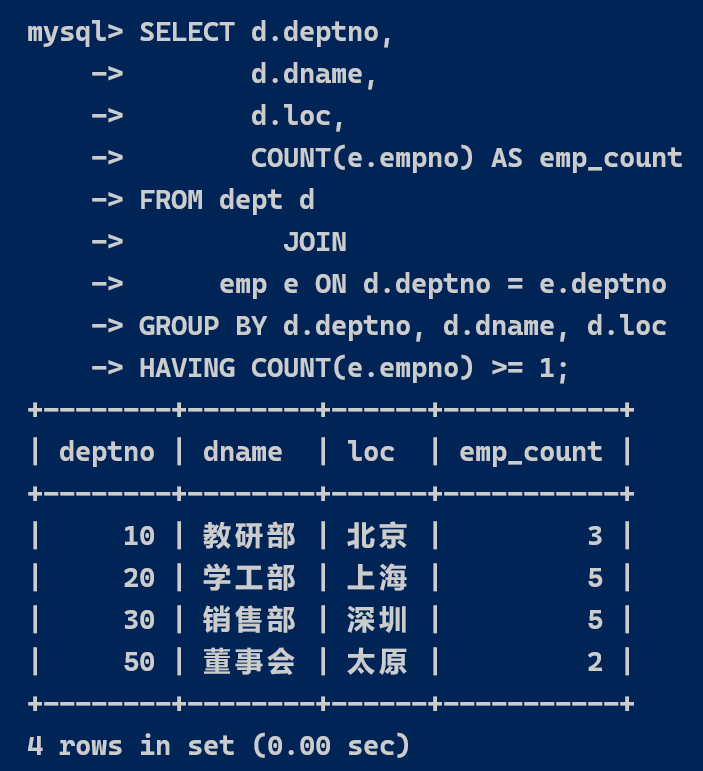 mysql> SELECT d.deptno,
    ->        d.dname,
    ->        d.loc,
    ->        COUNT(e.empno) AS emp_count
    -> FROM dept d
    ->          JOIN
    ->      emp e ON d.deptno = e.deptno
    -> GROUP BY d.deptno, d.dname, d.loc
    -> HAVING COUNT(e.empno) >= 1;
+--------+--------+------+-----------+
| deptno | dname  | loc  | emp_count |
+--------+--------+------+-----------+
|     10 | 教研部 | 北京 |         3 |
|     20 | 学工部 | 上海 |         5 |
|     30 | 销售部 | 深圳 |         5 |
|     50 | 董事会 | 太原 |         2 |
+--------+--------+------+-----------+
4 rows in set (0.00 sec)